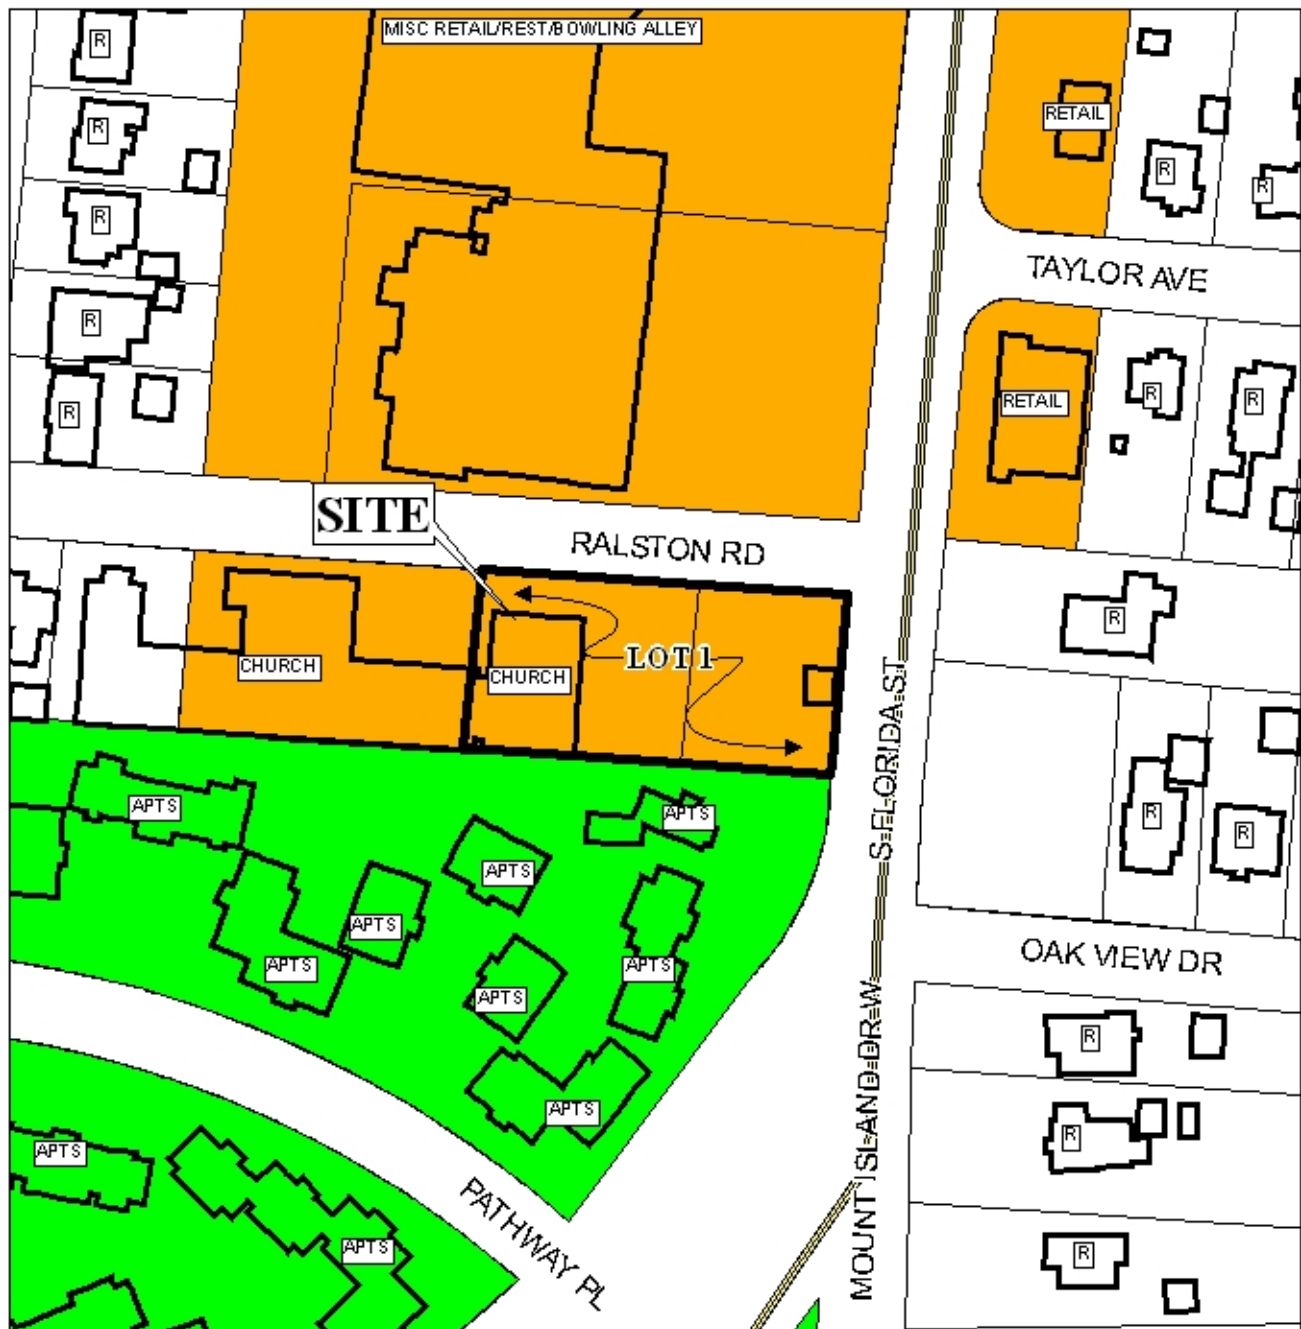 MISC RETAIL/REST/BOWLING ALLEY
R
RETAIL
R
R
R
R
TAYLOR AVE
R
RETAIL
R
R
R
SITE
RALSTON RD
R
CHURCH
CHURCH
LOT 1
S FLORIDA ST
APTS
APTS
R
R
APTS
APTS
APTS
APTS
APTS
OAK VIEW DR
R
APTS
R
APTS
MOUNT ISLAND DR W
PATHWAY PL
APTS
R